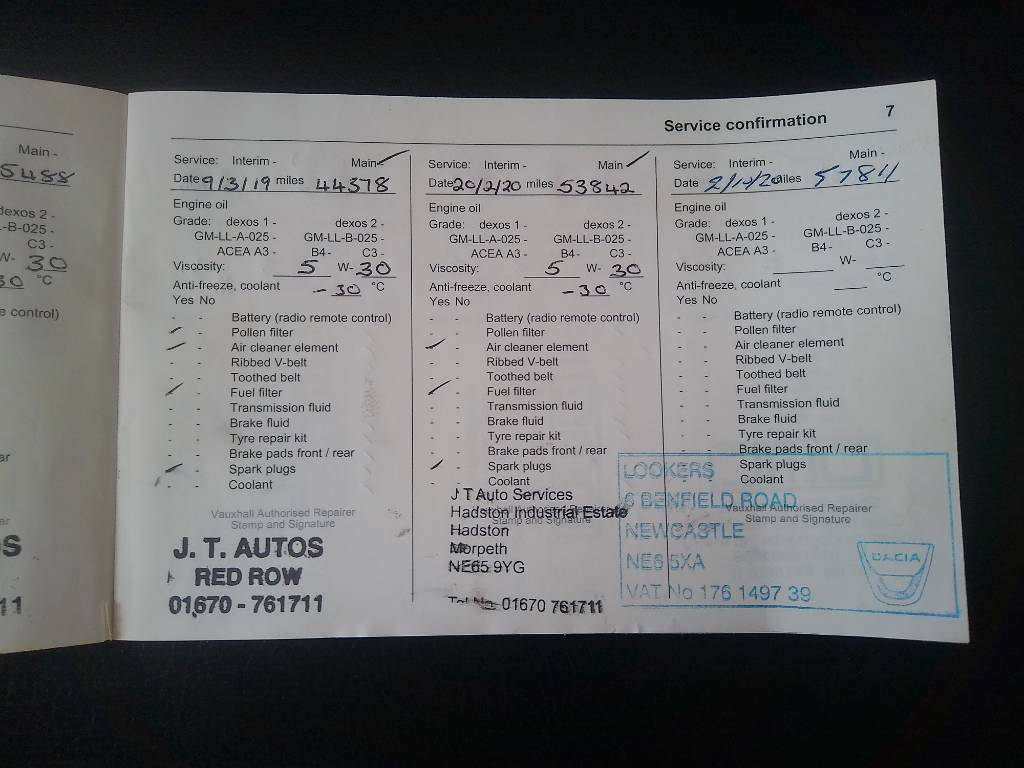 Main -
5488
dexos 2 -
L-B-025 -
C3 -
W- 30
30 °C
e control)
ar
ar
S
11
Service confirmation 7
Service: Interim - Main-
Date 9/3/19 miles 44378
Engine oil
Grade: dexos 1 - dexos 2 -
GM-LL-A-025 - GM-LL-B-025 -
ACEA A3 - B4 - C3 -
Viscosity: 5 W- 30
Anti-freeze, coolant -30 °C
Yes No
- - Battery (radio remote control)
- - Pollen filter
- - Air cleaner element
- - Ribbed V-belt
- - Toothed belt
- - Fuel filter
- - Transmission fluid
- - Brake fluid
- - Tyre repair kit
- - Brake pads front / rear
- - Spark plugs
- - Coolant
Vauxhall Authorised Repairer
Stamp and Signature
J. T. AUTOS
RED ROW
01670 - 761711
Service: Interim - Main -
Date 20/2/20 miles 53842
Engine oil
Grade: dexos 1 - dexos 2 -
GM-LL-A-025 - GM-LL-B-025 -
ACEA A3 - B4 - C3 -
Viscosity: 5 W- 30
Anti-freeze, coolant -30 °C
Yes No
- - Battery (radio remote control)
- - Pollen filter
- - Air cleaner element
- - Ribbed V-belt
- - Toothed belt
- - Fuel filter
- - Transmission fluid
- - Brake fluid
- - Tyre repair kit
- - Brake pads front / rear
- - Spark plugs
- - Coolant
Stamp and Signature
J T Auto Services
Hadston Industrial Estate
Hadston
Morpeth
NE65 9YG
Tel No 01670 761711
Service: Interim - Main -
Date miles 57811
Engine oil
Grade: dexos 1 - dexos 2 -
GM-LL-A-025 - GM-LL-B-025 -
ACEA A3 - B4 - C3 -
Viscosity: W-
Anti-freeze, coolant °C
Yes No
- - Battery (radio remote control)
- - Pollen filter
- - Air cleaner element
- - Ribbed V-belt
- - Toothed belt
- - Fuel filter
- - Transmission fluid
- - Brake fluid
- - Tyre repair kit
- - Brake pads front / rear
Spark plugs
Coolant
Vauxhall Authorised Repairer
Stamp and Signature
LOOKERS
6 BENFIELD ROAD
NEWCASTLE
NE6 5XA
VAT No 176 1497 39
DACIA